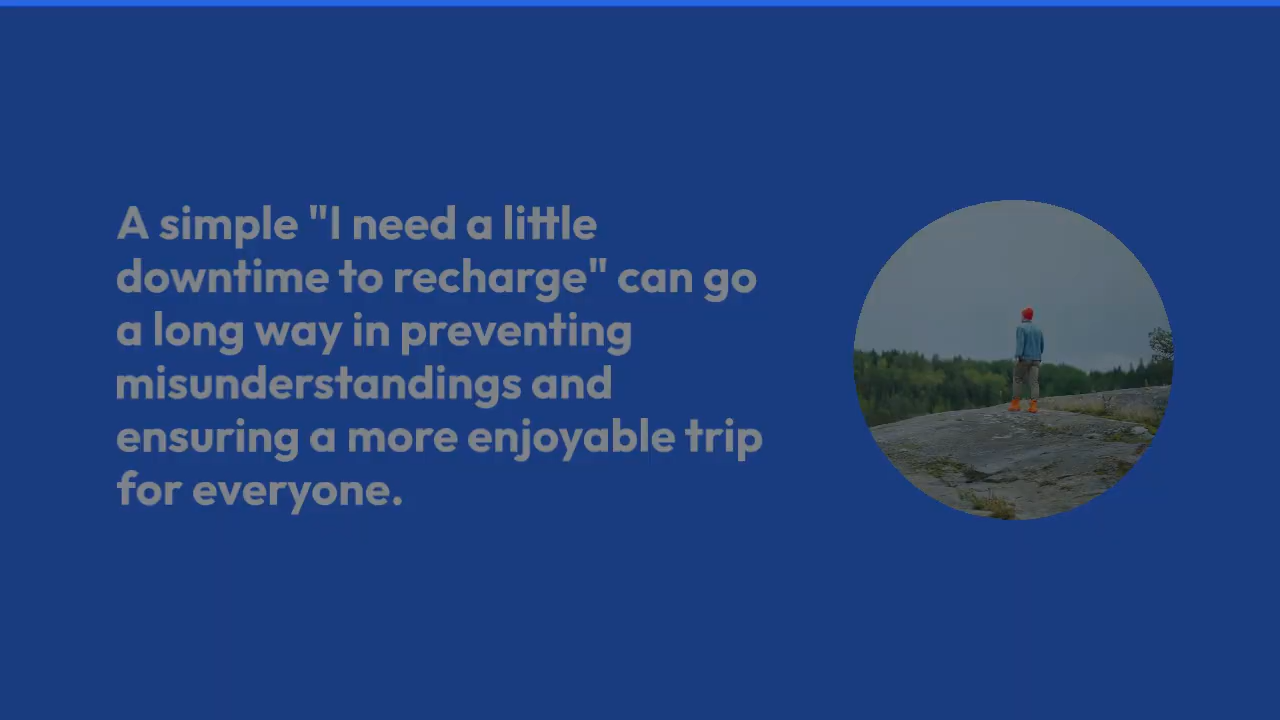 A simple "I need a little
downtime to recharge" can go
a long way in preventing
misunderstandings and
ensuring a more enjoyable trip
for everyone.